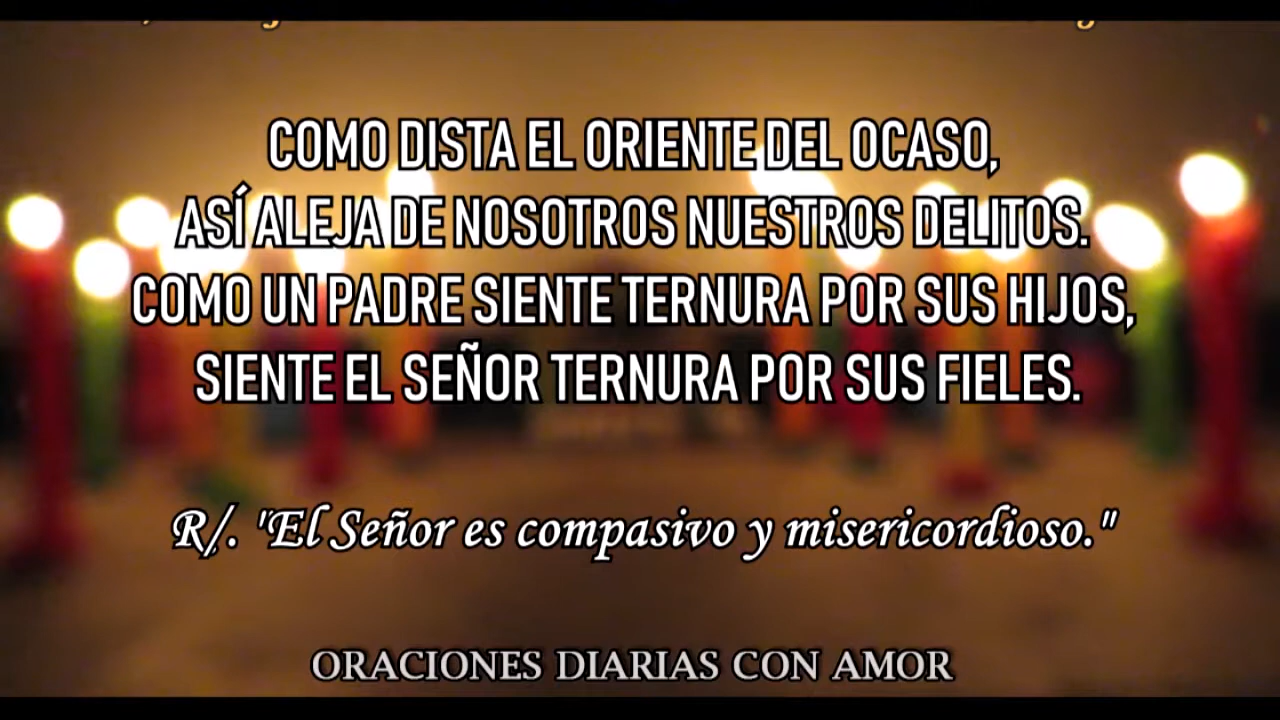 COMO DISTA EL ORIENTE DEL OCASO,
ASÍ ALEJA DE NOSOTROS NUESTROS DELITOS.
COMO UN PADRE SIENTE TERNURA POR SUS HIJOS,
SIENTE EL SEÑOR TERNURA POR SUS FIELES.
R/. "El Señor es compasivo y misericordioso."
ORACIONES DIARIAS CON AMOR